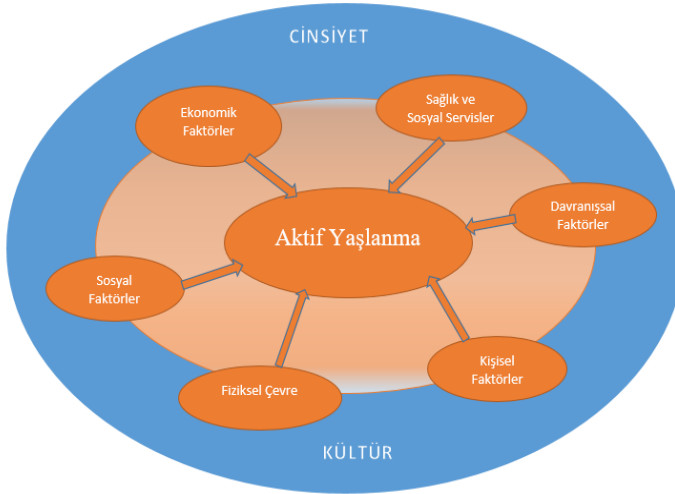 CİNSİYET
Ekonomik
Faktörler
Sağlık ve
Sosyal Servisler
Aktif Yaşlanma
Davranışsal
Faktörler
Sosyal
Faktörler
Fiziksel Çevre
Kişisel
Faktörler
KÜLTÜR